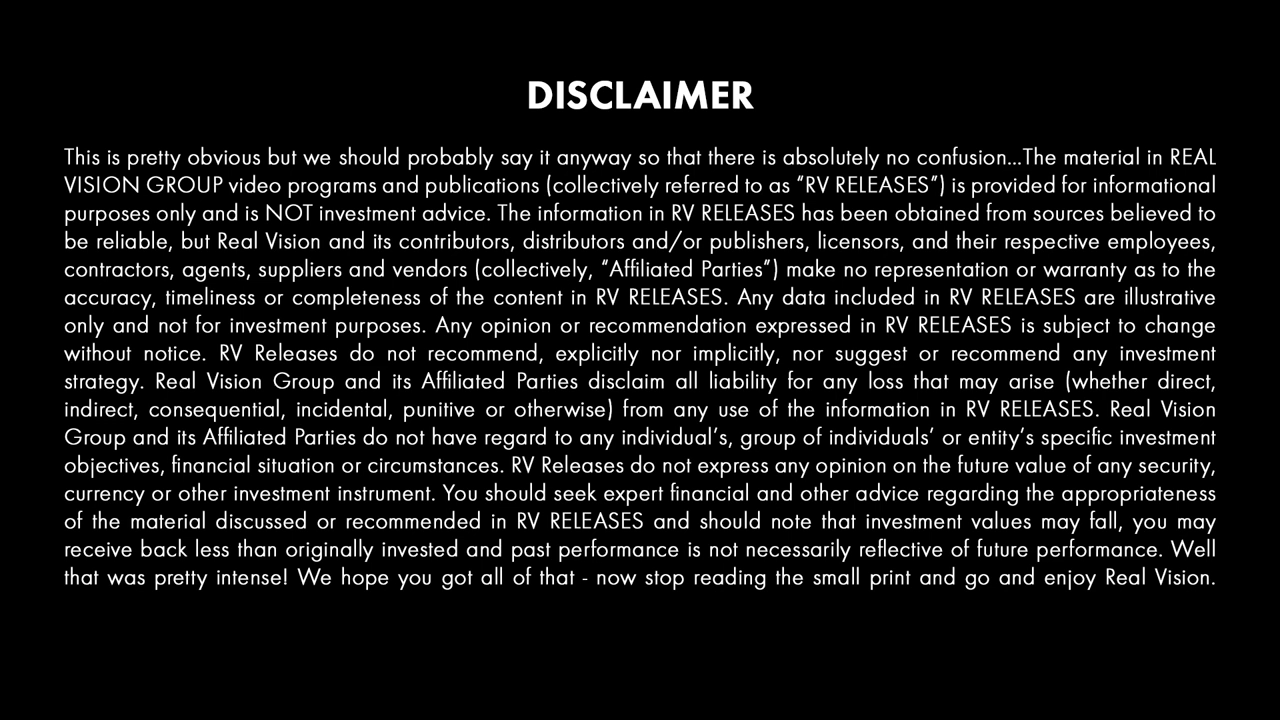 DISCLAIMER
This is pretty obvious but we should probably say it anyway so that there is absolutely no confusion...The material in REAL
VISION GROUP video programs and publications (collectively referred to as “RV RELEASES”) is provided for informational
purposes only and is NOT investment advice. The information in RV RELEASES has been obtained from sources believed to
be reliable, but Real Vision and its contributors, distributors and/or publishers, licensors, and their respective employees,
contractors, agents, suppliers and vendors (collectively, “Affiliated Parties”) make no representation or warranty as to the
accuracy, timeliness or completeness of the content in RV RELEASES. Any data included in RV RELEASES are illustrative
only and not for investment purposes. Any opinion or recommendation expressed in RV RELEASES is subject to change
without notice. RV Releases do not recommend, explicitly nor implicitly, nor suggest or recommend any investment
strategy. Real Vision Group and its Affiliated Parties disclaim all liability for any loss that may arise (whether direct,
indirect, consequential, incidental, punitive or otherwise) from any use of the information in RV RELEASES. Real Vision
Group and its Affiliated Parties do not have regard to any individual’s, group of individuals’ or entity’s specific investment
objectives, financial situation or circumstances. RV Releases do not express any opinion on the future value of any security,
currency or other investment instrument. You should seek expert financial and other advice regarding the appropriateness
of the material discussed or recommended in RV RELEASES and should note that investment values may fall, you may
receive back less than originally invested and past performance is not necessarily reflective of future performance. Well
that was pretty intense! We hope you got all of that - now stop reading the small print and go and enjoy Real Vision.